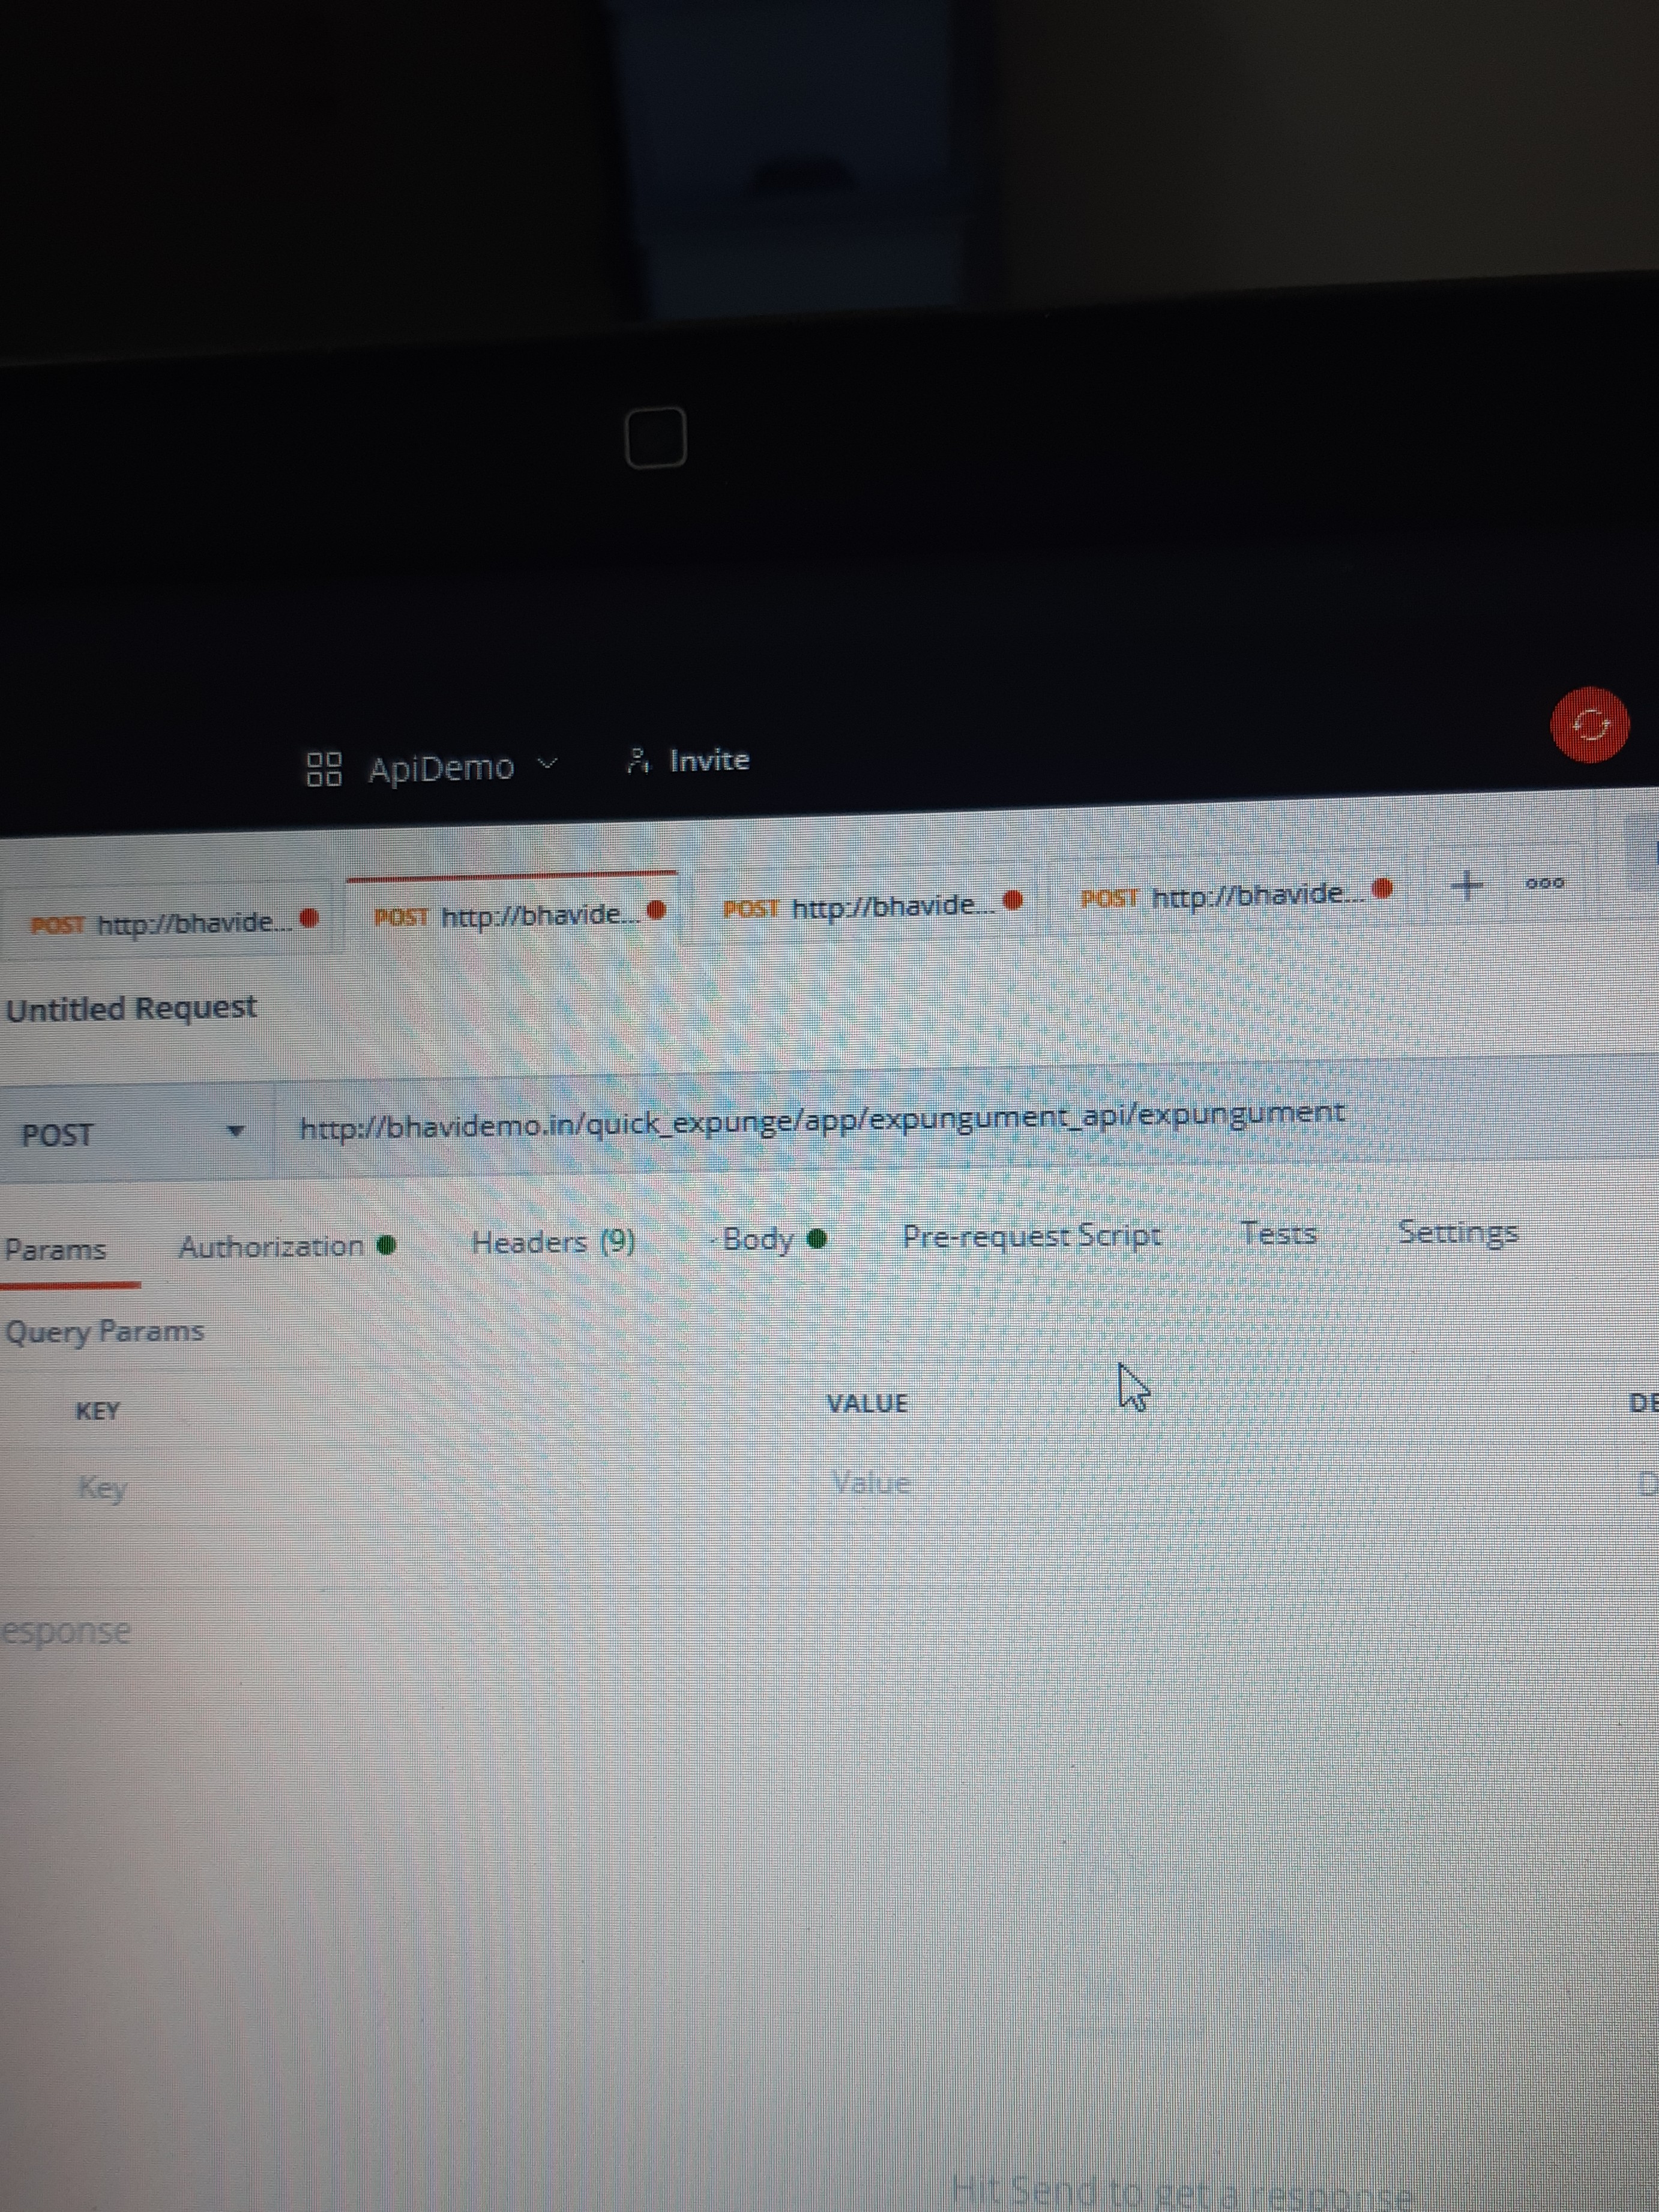 ApiDemo Invite
POST http://bhavide... POST http://bhavide... POST http://bhavide... POST http://bhavide... + ooo
Untitled Request
POST http://bhavidemo.in/quick_expunge/app/expungument_api/expungument
Params Authorization Headers (9) Body Pre-request Script Tests Settings
Query Params
KEY VALUE DE
Key Value D
esponse
Hit Send to get a response